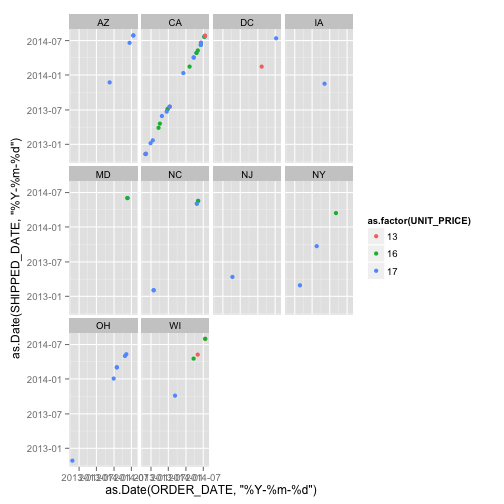 AZ CA DC IA
2014-07
2014-01
2013-07
2013-01
MD NC NJ NY
2014-07
2014-01
2013-07
2013-01
OH WI
2014-07
2014-01
2013-07
2013-01
as.Date(SHIPPED_DATE, "%Y-%m-%d")
as.Date(ORDER_DATE, "%Y-%m-%d")
as.factor(UNIT_PRICE)
13
16
17